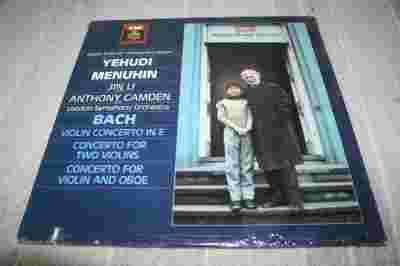 YEHUDI
MENUHIN
JIN LI
ANTHONY CAMDEN
London Symphony Orchestra
BACH
VIOLIN CONCERTO IN E
CONCERTO FOR
TWO VIOLINS
CONCERTO FOR
VIOLIN AND OBOE